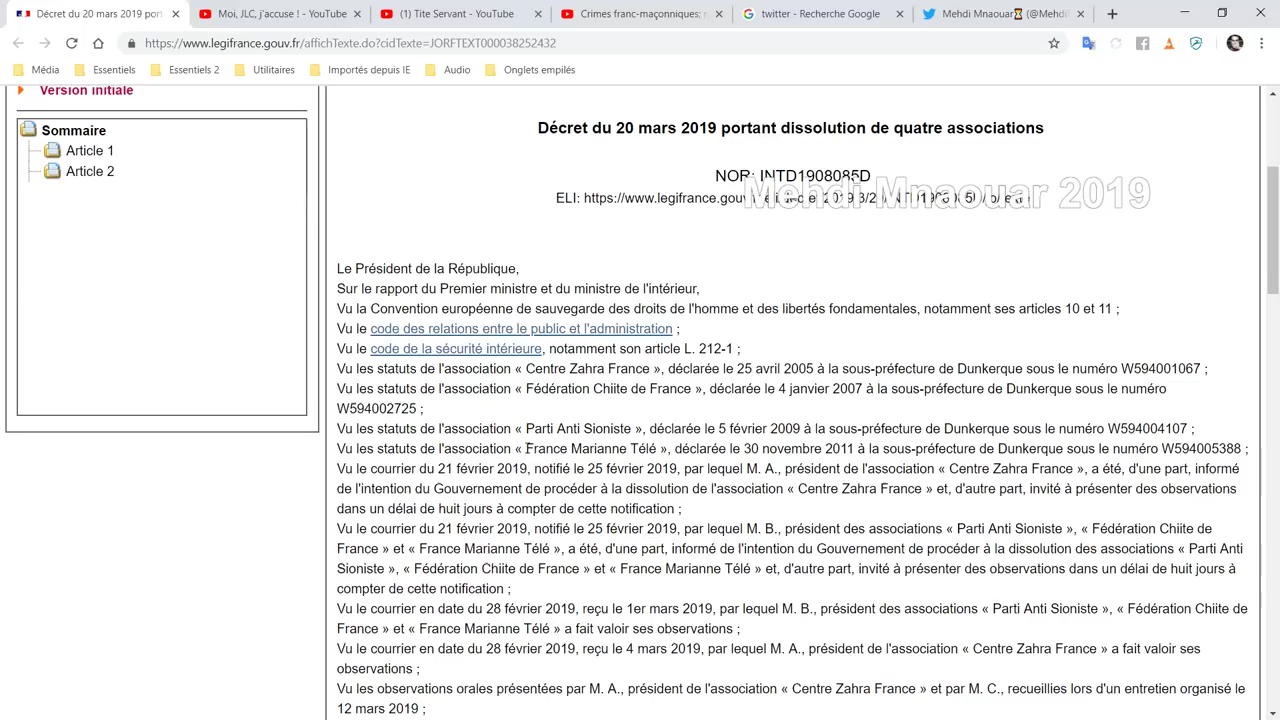 Décret du 20 mars 2019 port
Moi, JLC, j'accuse ! - YouTube
(1) Tite Servant - YouTube
Crimes franc-maçonniques; r
twitter - Recherche Google
Mehdi Mnaouar⌛ (@Mehdi
https://www.legifrance.gouv.fr/affichTexte.do?cidTexte=JORFTEXT000038252432
Média
Essentiels
Essentiels 2
Utilitaires
Importés depuis IE
Audio
Onglets empilés
Version initiale
Sommaire
Article 1
Article 2
Décret du 20 mars 2019 portant dissolution de quatre associations
NOR: INTD1908085D
Mehdi Mnaouar 2019
ELI: https://www.legifrance.gouv
Le Président de la République,
Sur le rapport du Premier ministre et du ministre de l'intérieur,
Vu la Convention européenne de sauvegarde des droits de l'homme et des libertés fondamentales, notamment ses articles 10 et 11 ;
Vu le code des relations entre le public et l'administration ;
Vu le code de la sécurité intérieure, notamment son article L. 212-1 ;
Vu les statuts de l'association « Centre Zahra France », déclarée le 25 avril 2005 à la sous-préfecture de Dunkerque sous le numéro W594001067 ;
Vu les statuts de l'association « Fédération Chiite de France », déclarée le 4 janvier 2007 à la sous-préfecture de Dunkerque sous le numéro
W594002725 ;
Vu les statuts de l'association « Parti Anti Sioniste », déclarée le 5 février 2009 à la sous-préfecture de Dunkerque sous le numéro W594004107 ;
Vu les statuts de l'association « France Marianne Télé », déclarée le 30 novembre 2011 à la sous-préfecture de Dunkerque sous le numéro W594005388 ;
Vu le courrier du 21 février 2019, notifié le 25 février 2019, par lequel M. A., président de l'association « Centre Zahra France », a été, d'une part, informé
de l'intention du Gouvernement de procéder à la dissolution de l'association « Centre Zahra France » et, d'autre part, invité à présenter des observations
dans un délai de huit jours à compter de cette notification ;
Vu le courrier du 21 février 2019, notifié le 25 février 2019, par lequel M. B., président des associations « Parti Anti Sioniste », « Fédération Chiite de
France » et « France Marianne Télé », a été, d'une part, informé de l'intention du Gouvernement de procéder à la dissolution des associations « Parti Anti
Sioniste », « Fédération Chiite de France » et « France Marianne Télé » et, d'autre part, invité à présenter des observations dans un délai de huit jours à
compter de cette notification ;
Vu le courrier en date du 28 février 2019, reçu le 1er mars 2019, par lequel M. B., président des associations « Parti Anti Sioniste », « Fédération Chiite de
France » et « France Marianne Télé » a fait valoir ses observations ;
Vu le courrier en date du 28 février 2019, reçu le 4 mars 2019, par lequel M. A., président de l'association « Centre Zahra France » a fait valoir ses
observations ;
Vu les observations orales présentées par M. A., président de l'association « Centre Zahra France » et par M. C., recueillies lors d'un entretien organisé le
12 mars 2019 ;